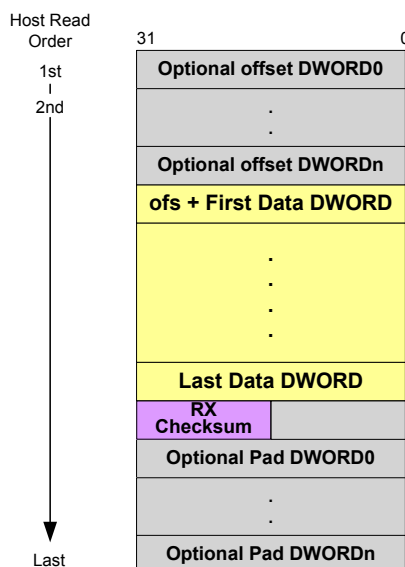 Host Read
Order
31
0
1st
2nd
Optional offset DWORD0
.
.
Optional offset DWORDn
ofs + First Data DWORD
.
.
.
.
Last Data DWORD
RX
Checksum
Optional Pad DWORD0
.
.
Last
Optional Pad DWORDn